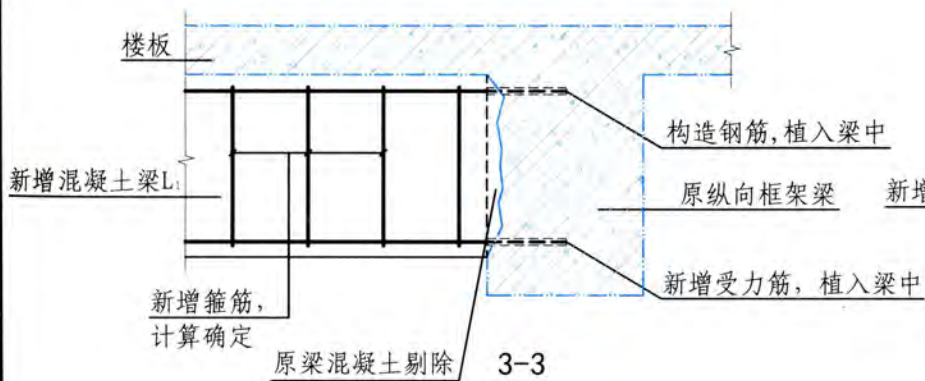 楼板
构造钢筋,植入梁中
新增混凝土梁L₁
原纵向框架梁
新增
新增受力筋，植入梁中
新增箍筋，
计算确定
原梁混凝土剔除
3-3